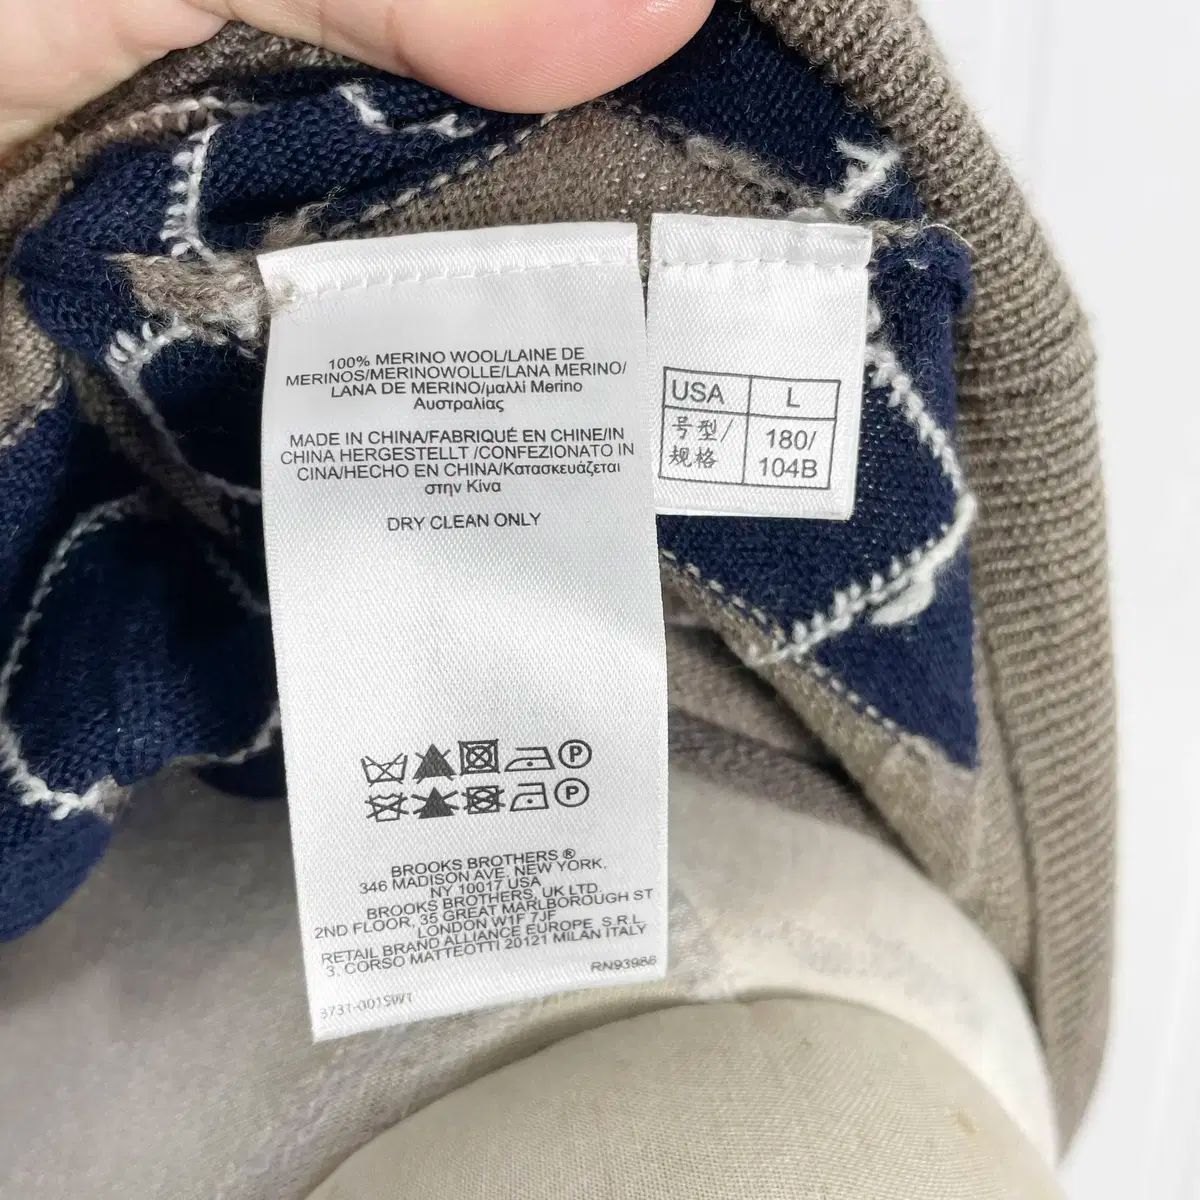 100% MERINO WOOL/LAINE DE
MERINOS/MERINOWOLLE/LANA MERINO/
LANA DE MERINO/μαλλί Merino
Αυστραλίας
MADE IN CHINA/FABRIQUÉ EN CHINE/IN
CHINA HERGESTELLT /CONFEZIONATO IN
CINA/HECHO EN CHINA/Κατασκευάζεται
στην Κίνα
DRY CLEAN ONLY
P
P
BROOKS BROTHERS ®
346 MADISON AVE. NEW YORK.
NY 10017 USA
BROOKS BROTHERS, UK LTD.
2ND FLOOR, 35 GREAT MARLBOROUGH ST
LONDON W1F 7JF
RETAIL BRAND ALLIANCE EUROPE S.R.L
3. CORSO MATTEOTTI 20121 MILAN ITALY
RN93986
USA L
号型/ 180/
规格 104B